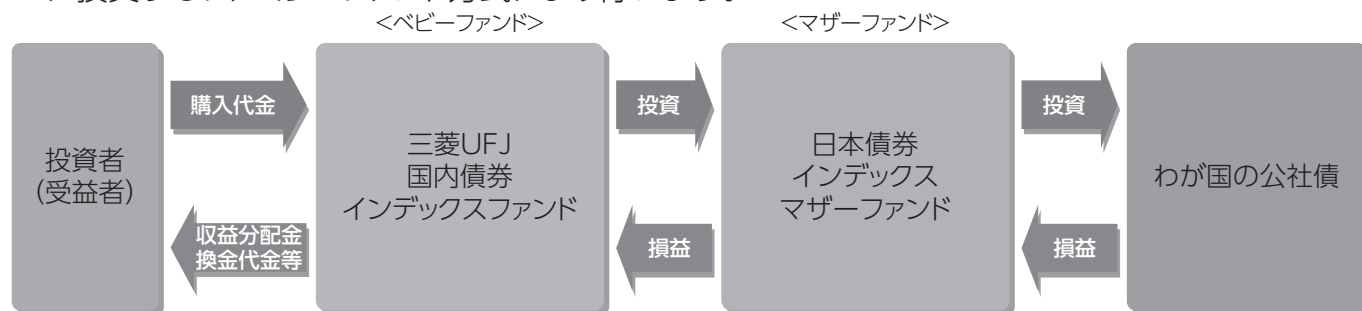 <ベビーファンド>
<マザーファンド>
購入代金
投資
投資
投資者
(受益者)
三菱UFJ
国内債券
インデックスファンド
日本債券
インデックス
マザーファンド
わが国の公社債
収益分配金
換金代金等
損益
損益